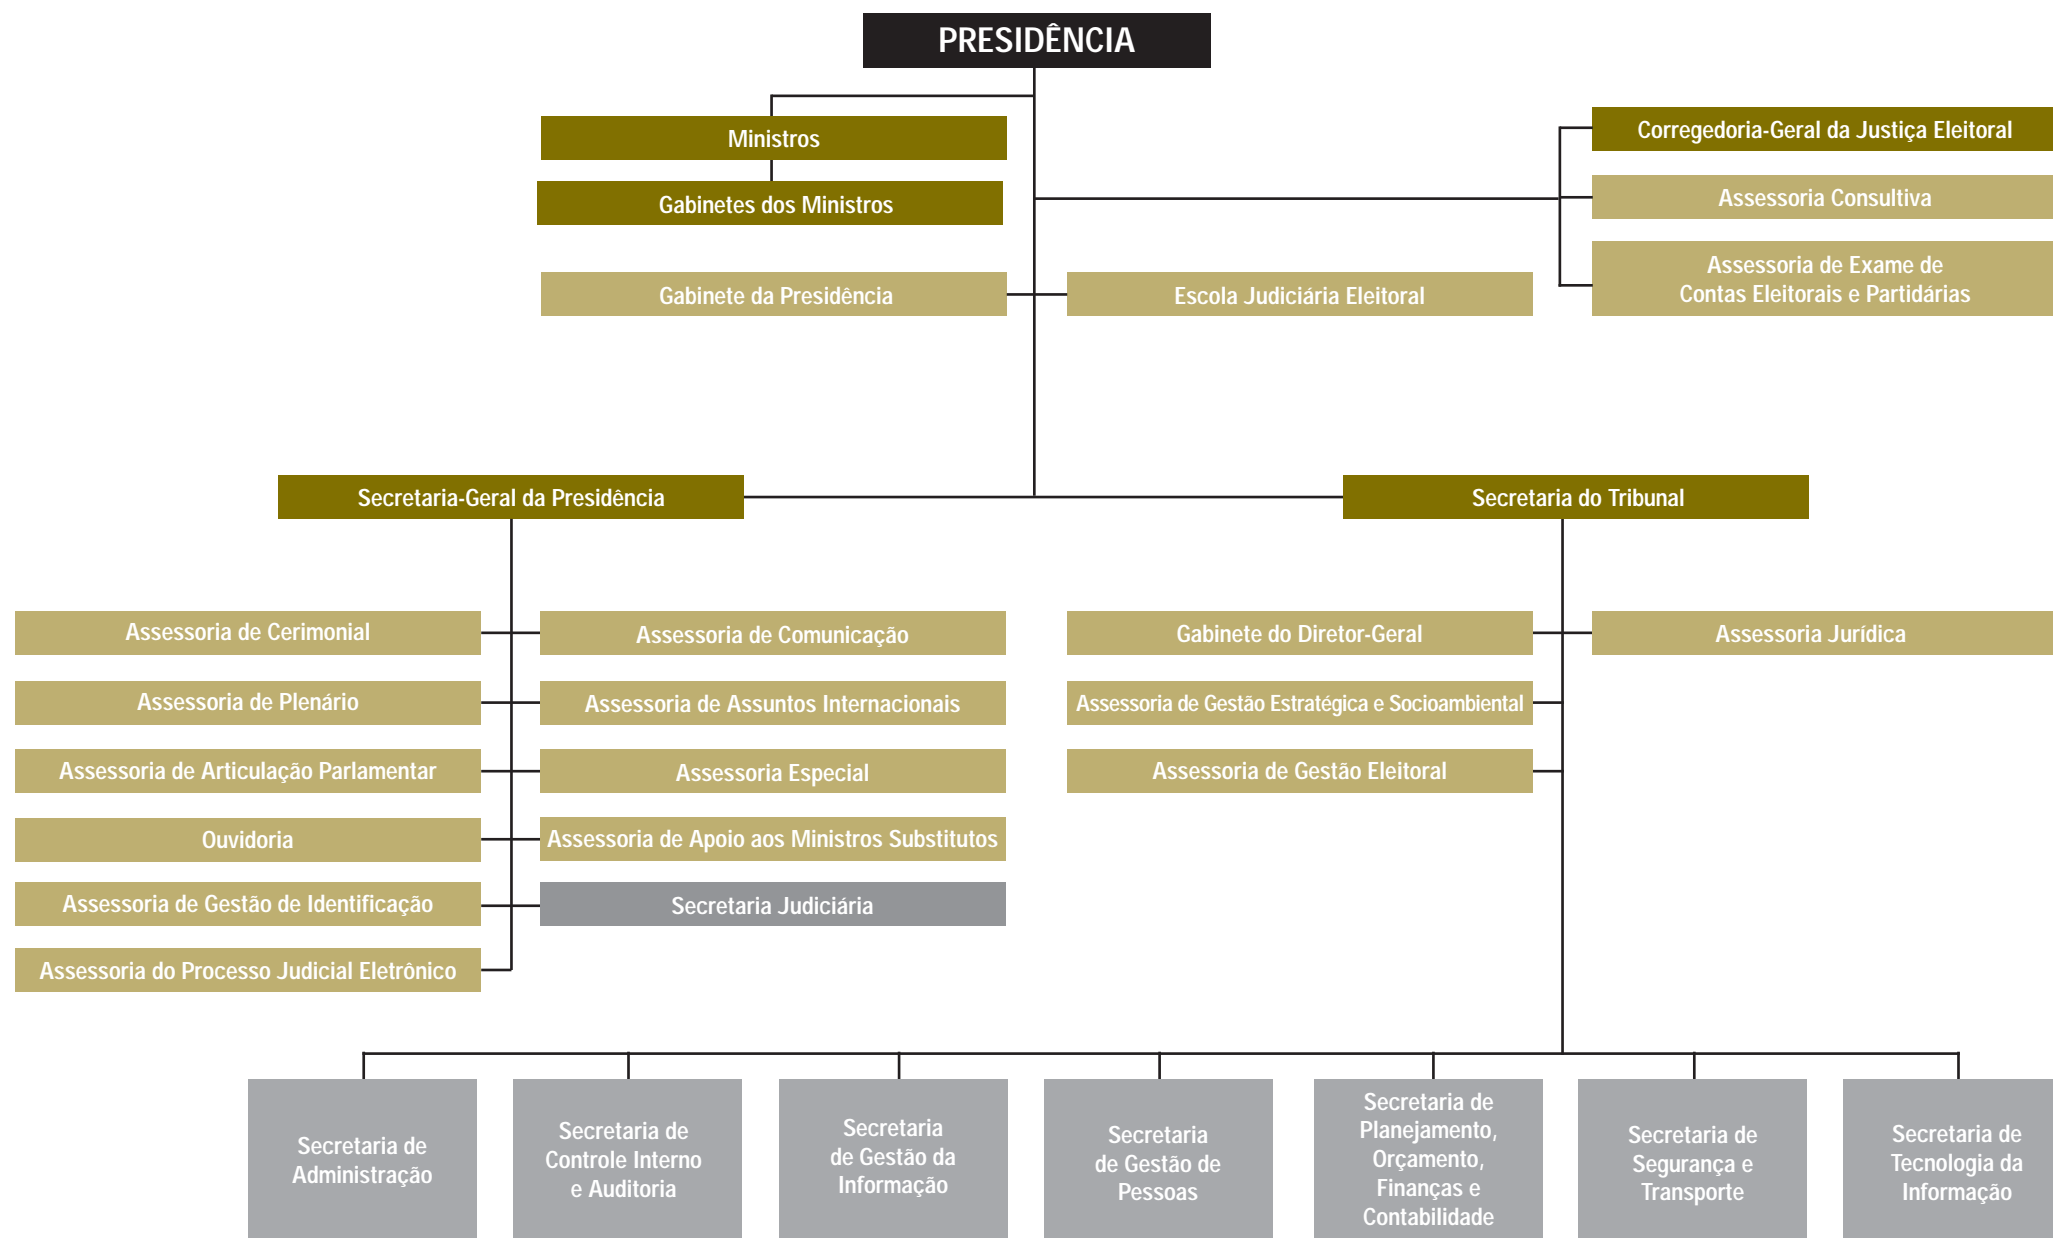 PRESIDÊNCIA
Ministros
Gabinetes dos Ministros
Corregedoria-Geral da Justiça Eleitoral
Assessoria Consultiva
Assessoria de Exame de
Contas Eleitorais e Partidárias
Gabinete da Presidência
Escola Judiciária Eleitoral
Secretaria-Geral da Presidência
Secretaria do Tribunal
Assessoria de Cerimonial
Assessoria de Comunicação
Assessoria de Plenário
Assessoria de Assuntos Internacionais
Assessoria de Articulação Parlamentar
Assessoria Especial
Ouvidoria
Assessoria de Apoio aos Ministros Substitutos
Assessoria de Gestão de Identificação
Secretaria Judiciária
Assessoria do Processo Judicial Eletrônico
Gabinete do Diretor-Geral
Assessoria Jurídica
Assessoria de Gestão Estratégica e Socioambiental
Assessoria de Gestão Eleitoral
Secretaria de
Administração
Secretaria de
Controle Interno
e Auditoria
Secretaria
de Gestão da
Informação
Secretaria
de Gestão de
Pessoas
Secretaria de
Planejamento,
Orçamento,
Finanças e
Contabilidade
Secretaria de
Segurança e
Transporte
Secretaria de
Tecnologia da
Informação